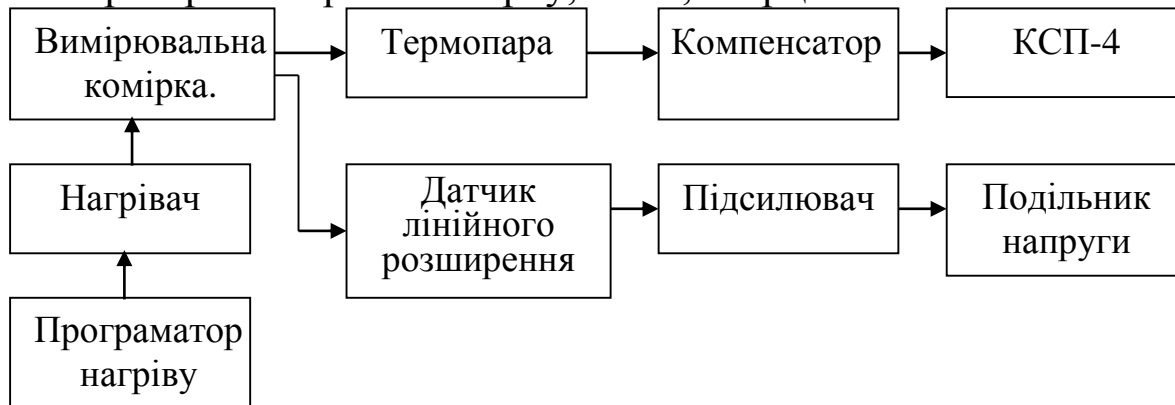 Вимірювальна
комірка.
Термопара
Компенсатор
КСП-4
Нагрівач
Датчик
лінійного
розширення
Підсилювач
Подільник
напруги
Програматор
нагріву